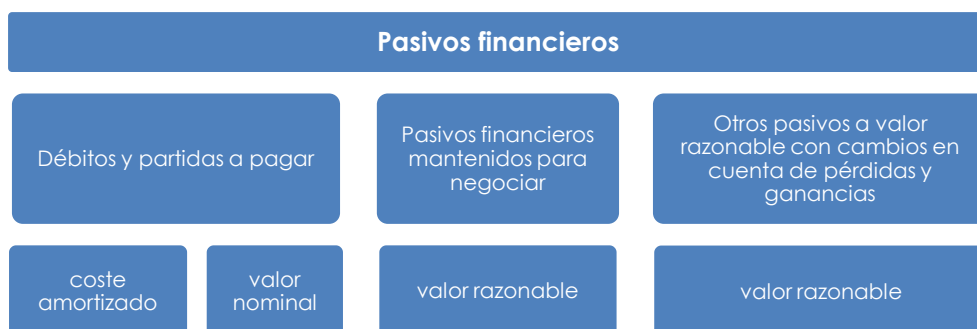 Pasivos financieros
Débitos y partidas a pagar
Pasivos financieros
mantenidos para
negociar
Otros pasivos a valor
razonable con cambios en
cuenta de pérdidas y
ganancias
coste
amortizado
valor
nominal
valor razonable
valor razonable